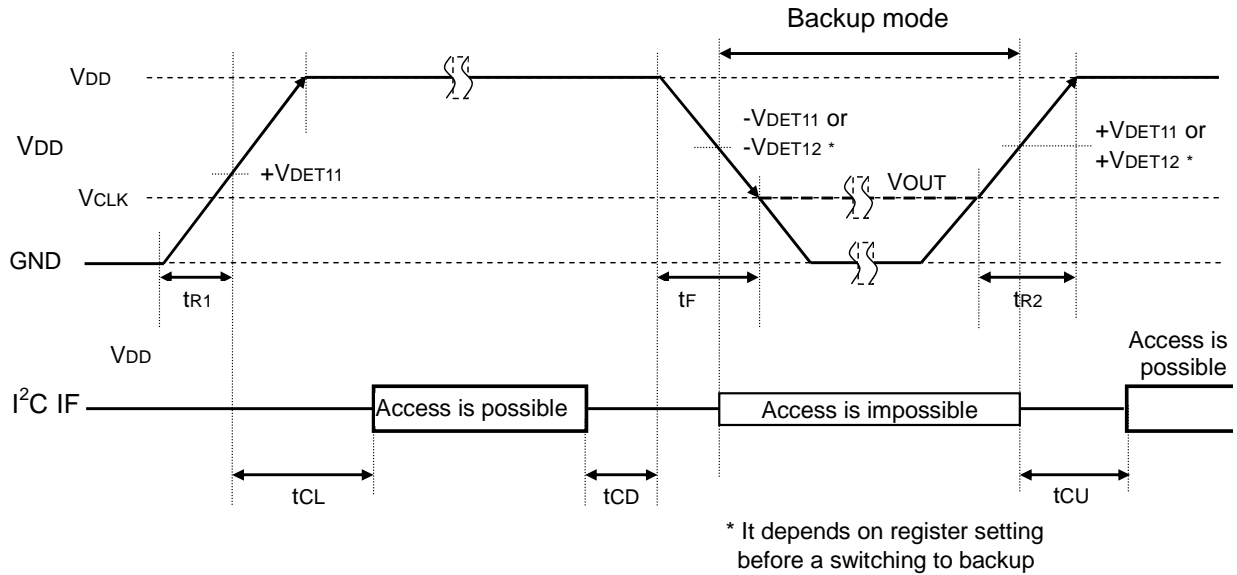 Backup mode
VDD
-VDET11 or
-VDET12 *
+VDET11 or
+VDET12 *
VDD
+VDET11
VCLK
VOUT
GND
tR1
tF
tR2
VDD
Access is
possible
I2C IF
Access is possible
Access is impossible
tCL
tCD
tCU
* It depends on register setting
before a switching to backup